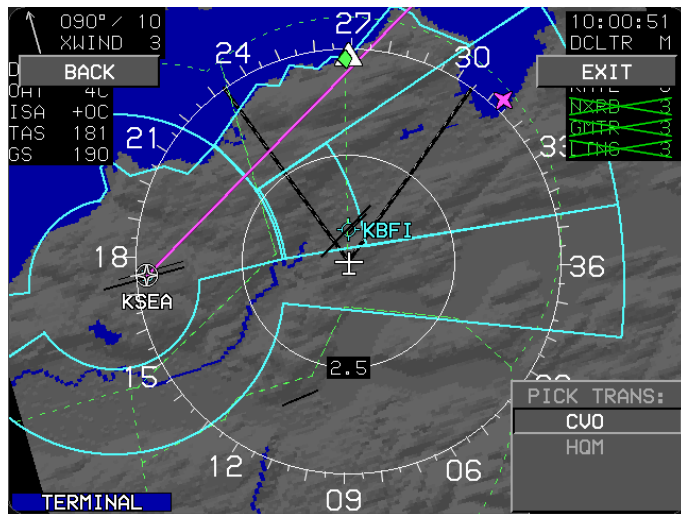 090°/ 10
XWIND 3
BACK
OAT 4C
ISA +0C
TAS 181
GS 190
10:00:51
DCLTR M
EXIT
NXRD 3
GMTR 3
LTNG 3
24
27
30
21
33
18
KBFI
36
KSEA
2.5
15
12
09
06
PICK TRANS:
CVO
HQM
TERMINAL